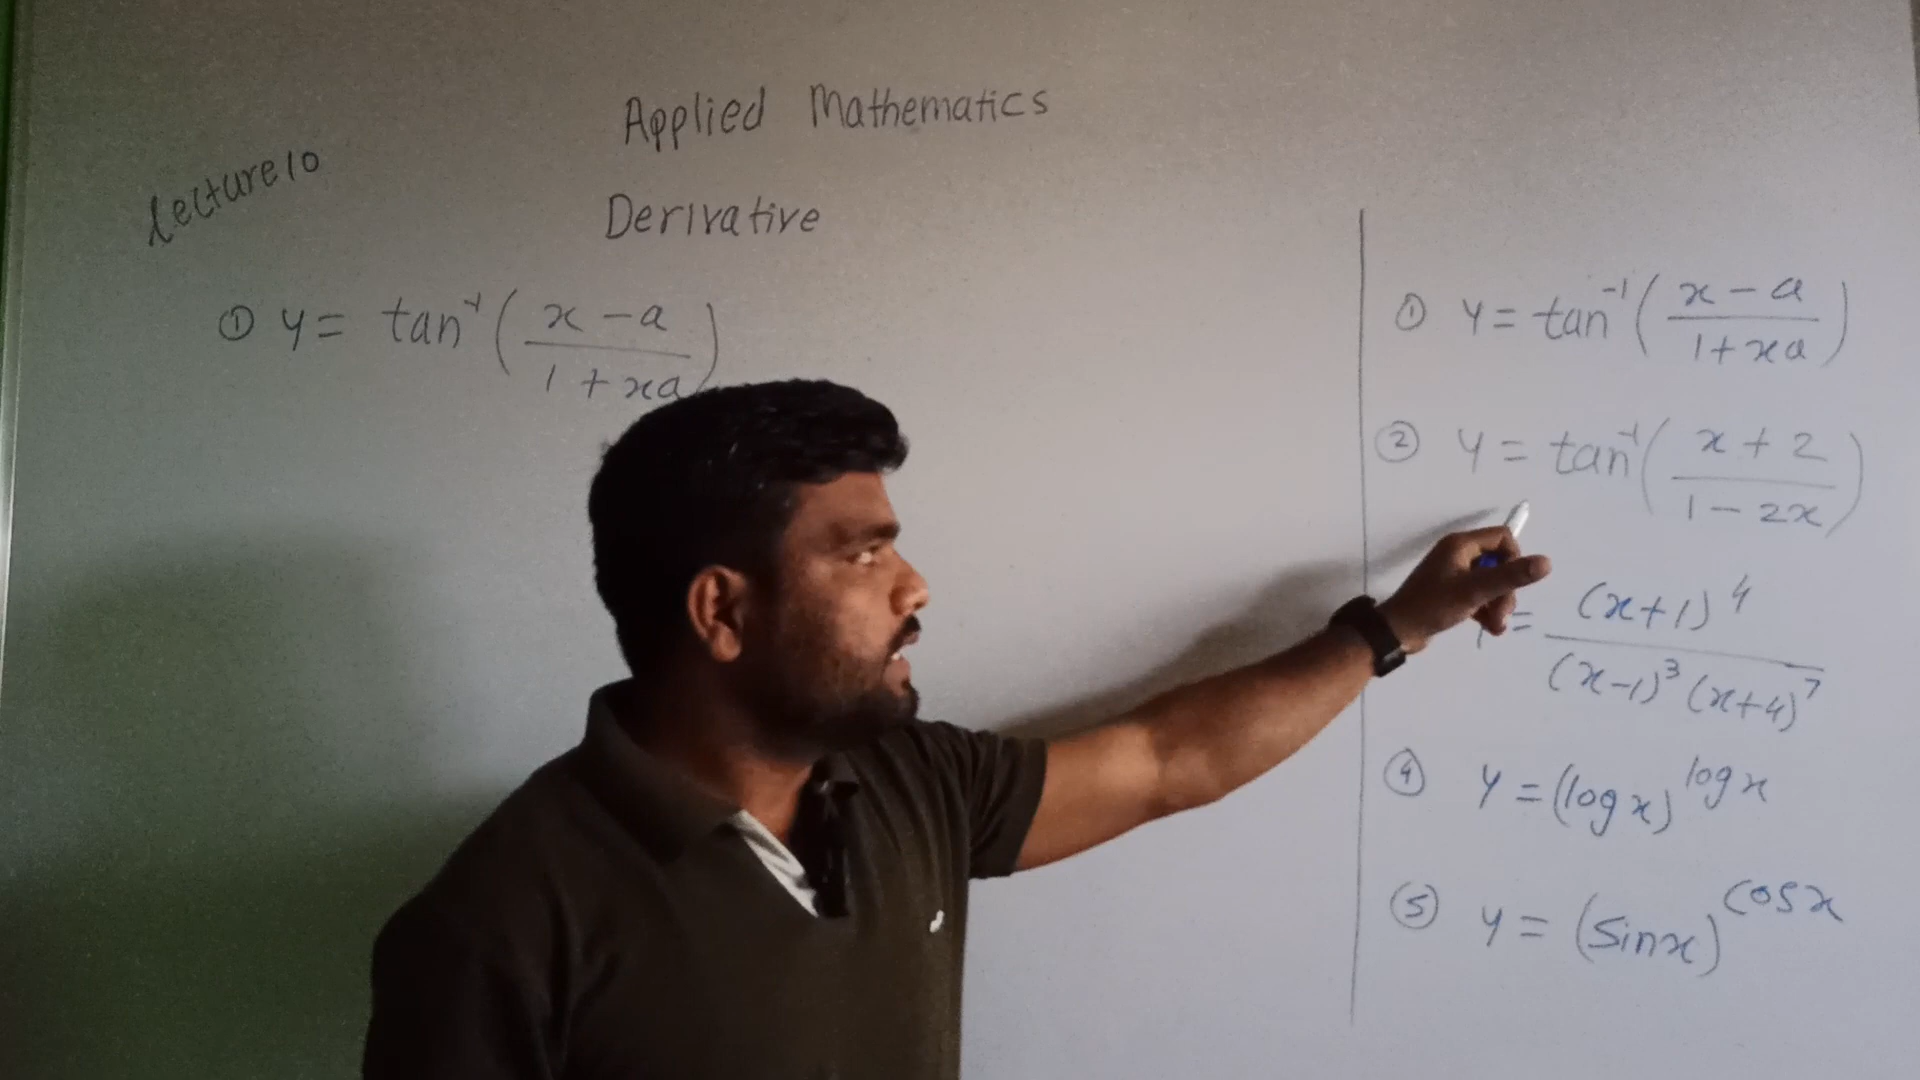 Applied Mathematics
Lecture 10
Derivative
① y = tan⁻¹ ( x - a / 1 + xa )
① y = tan⁻¹ ( x - a / 1 + xa )
② y = tan⁻¹ ( x + 2 / 1 - 2x )
= (x+1)⁴ / (x-1)³ (x+4)⁷
④ y = (log x)^log x
⑤ y = (sin x)^cos x